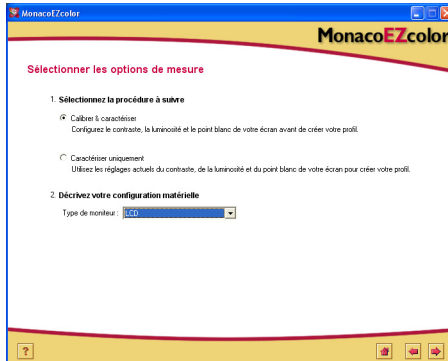 MonacoEZcolor
MonacoEZcolor
Sélectionner les options de mesure
1. Sélectionnez la procédure à suivre
Calibrer & caractériser
Configurez le contraste, la luminosité et le point blanc de votre écran avant de créer votre profil.
Caractériser uniquement
Utilisez les réglages actuels du contraste, de la luminosité et du point blanc de votre écran pour créer votre profil.
2. Décrivez votre configuration matérielle
Type de moniteur : LCD
?